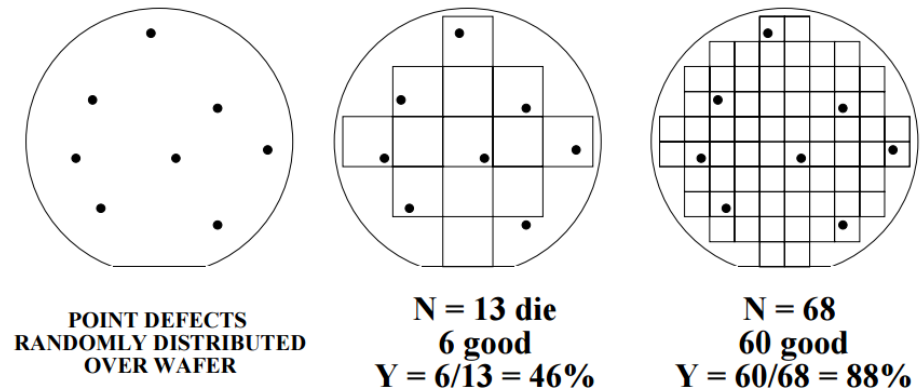 POINT DEFECTS
RANDOMLY DISTRIBUTED
OVER WAFER
N = 13 die
6 good
Y = 6/13 = 46%
N = 68
60 good
Y = 60/68 = 88%